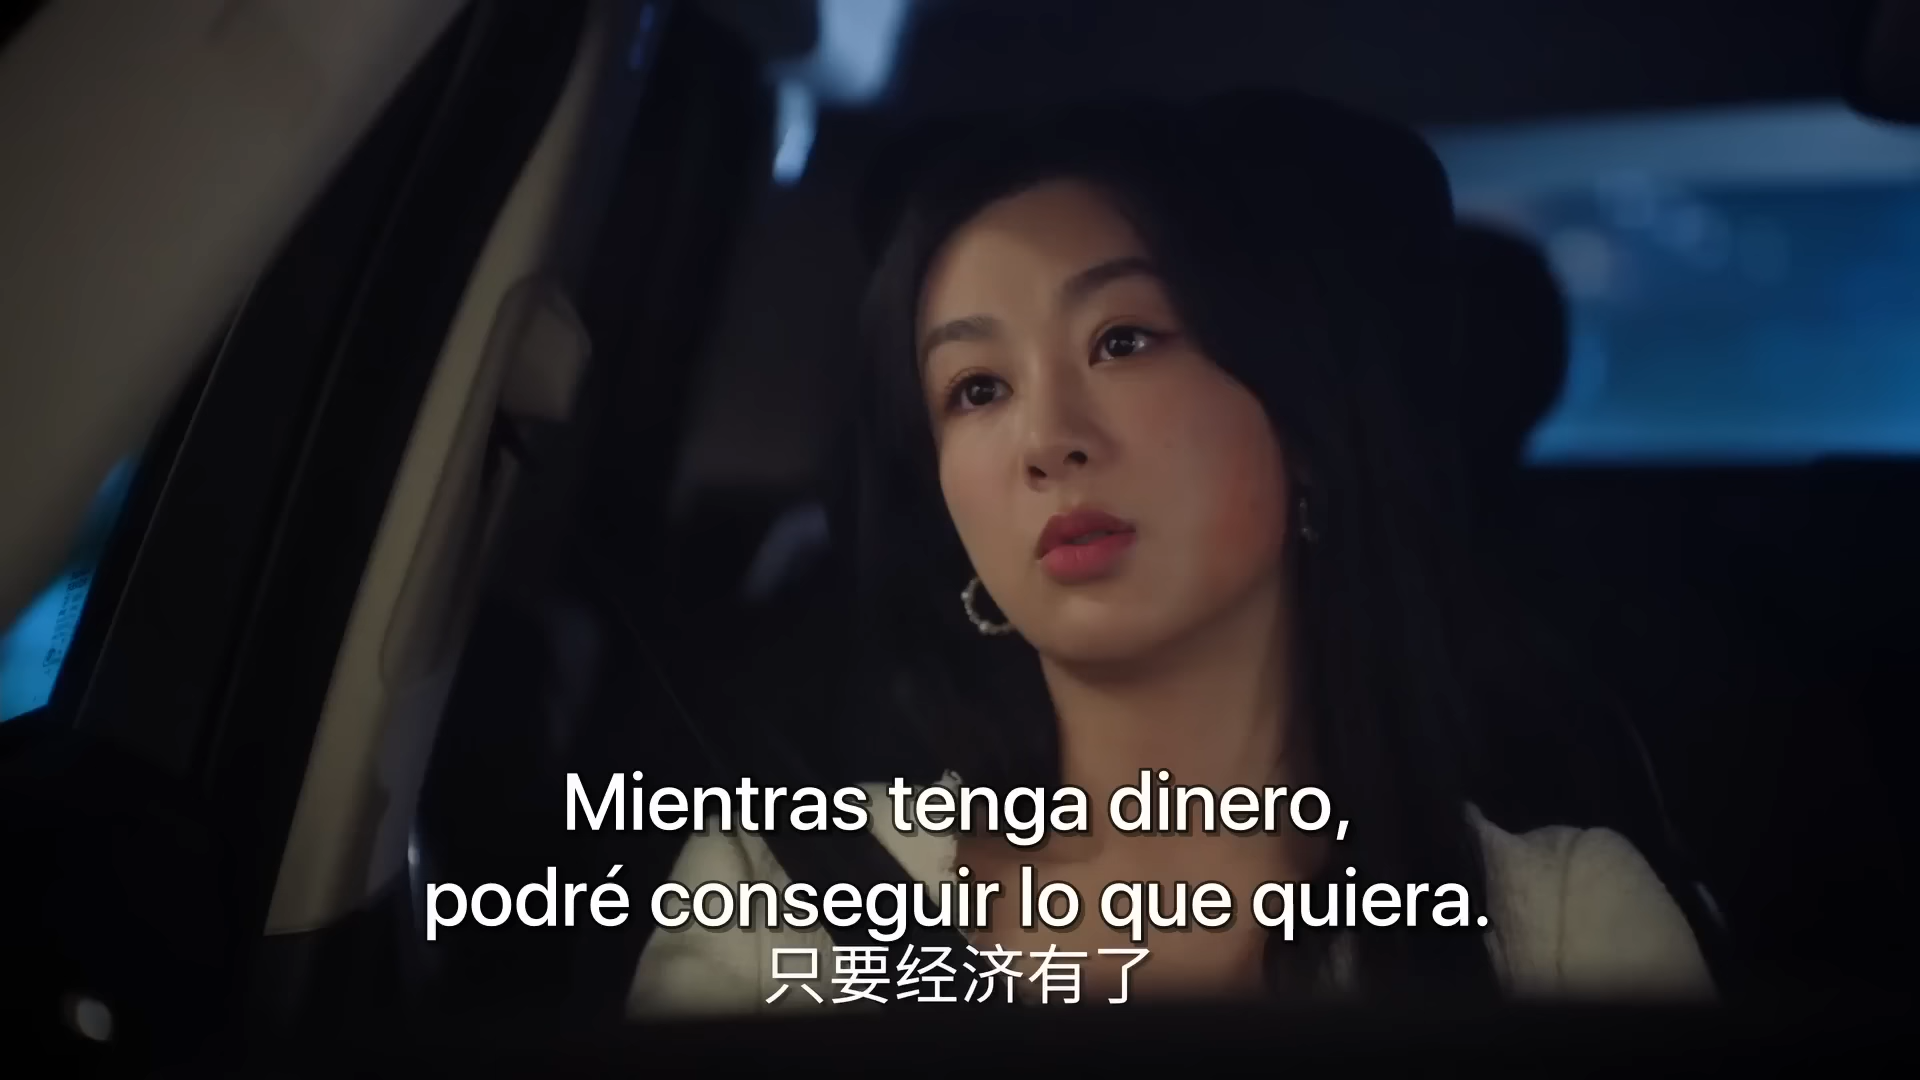 Mientras tenga dinero,
podré conseguir lo que quiera.
只要经济有了